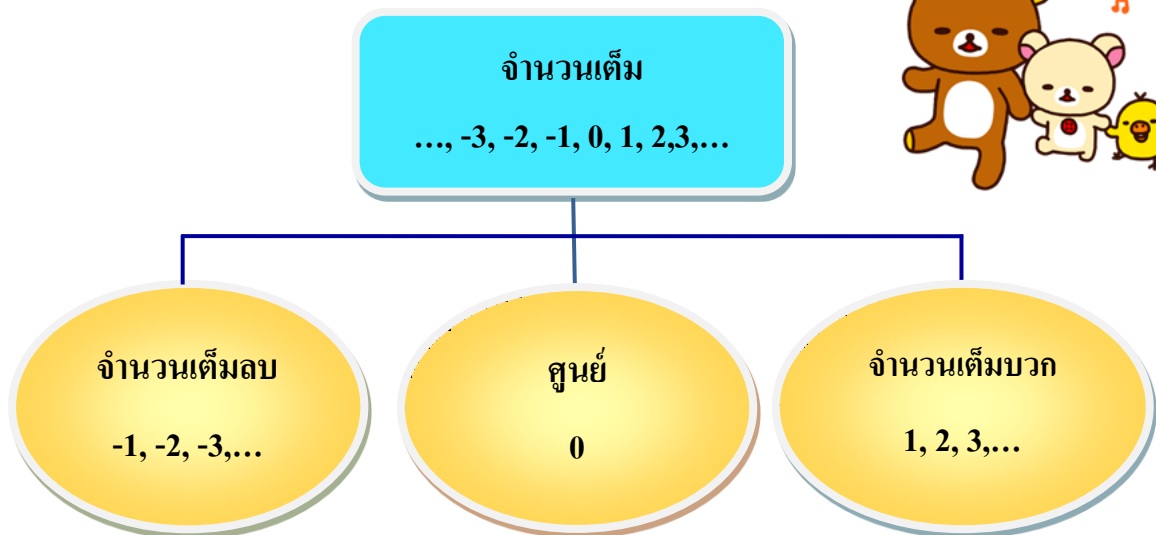 จำนวนเต็ม
…, -3, -2, -1, 0, 1, 2,3,…
จำนวนเต็มลบ
-1, -2, -3,…
ศูนย์
0
จำนวนเต็มบวก
1, 2, 3,…